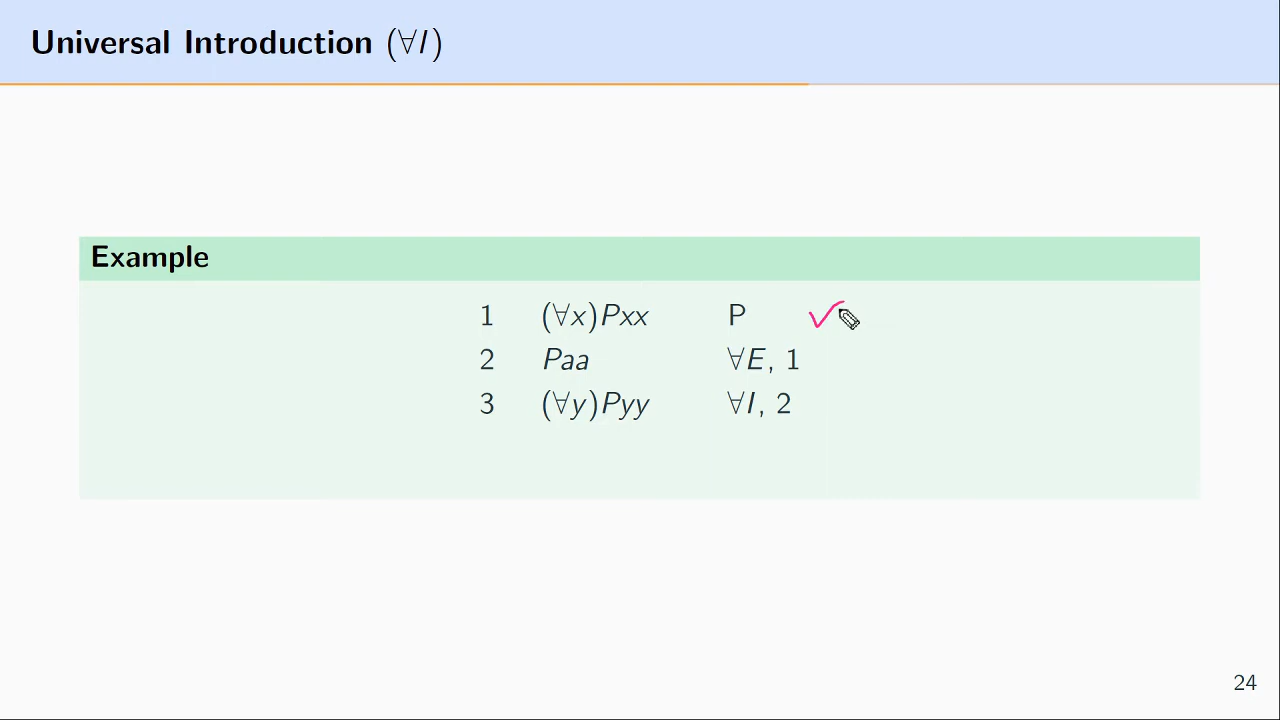 Universal Introduction (∀I)
Example
1 (∀x)Pxx P ✓
2 Paa ∀E, 1
3 (∀y)Pyy ∀I, 2
24